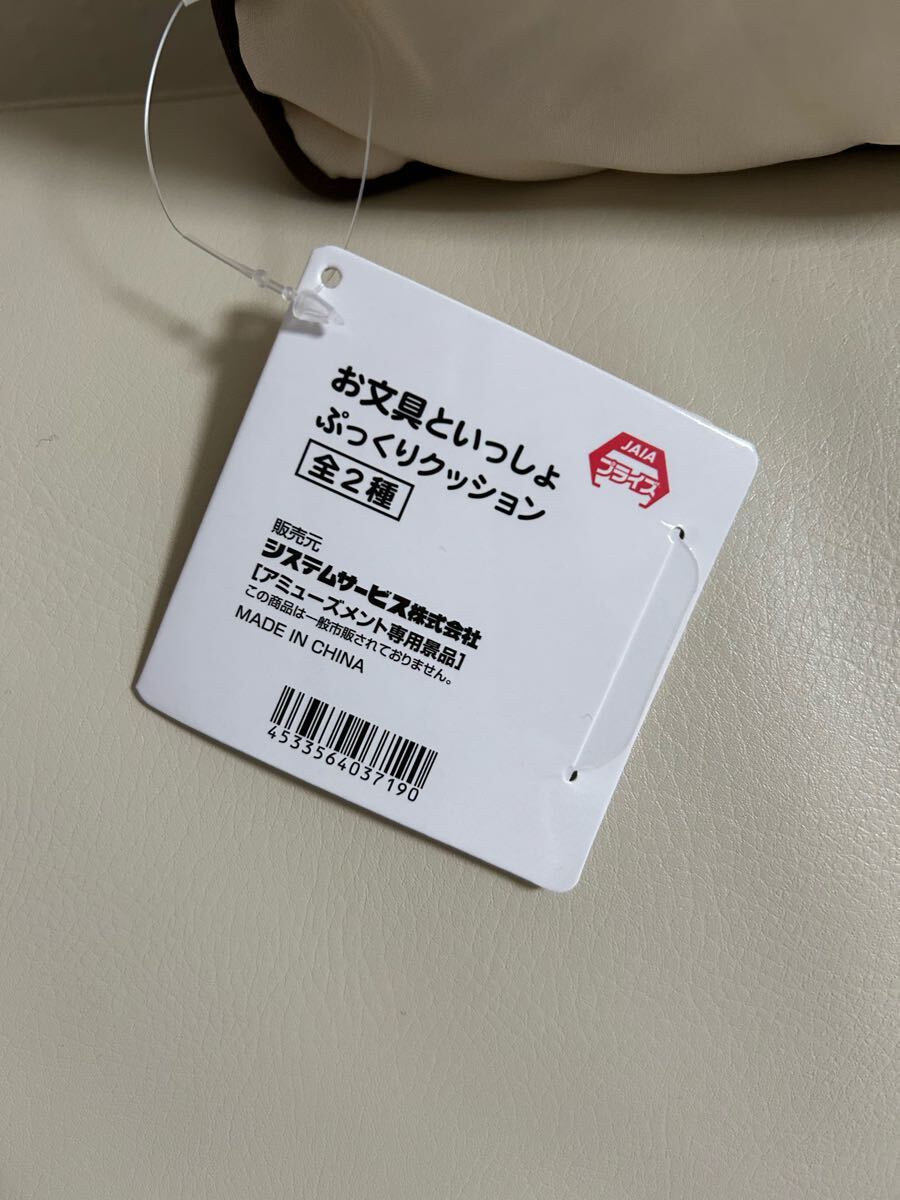 お文具といっしょ
ぷっくりクッション
全2種
JAIA
プライズ
販売元
システムサービス株式会社
[アミューズメント専用景品]
この商品は一般市販されておりません。
MADE IN CHINA
4533564037190